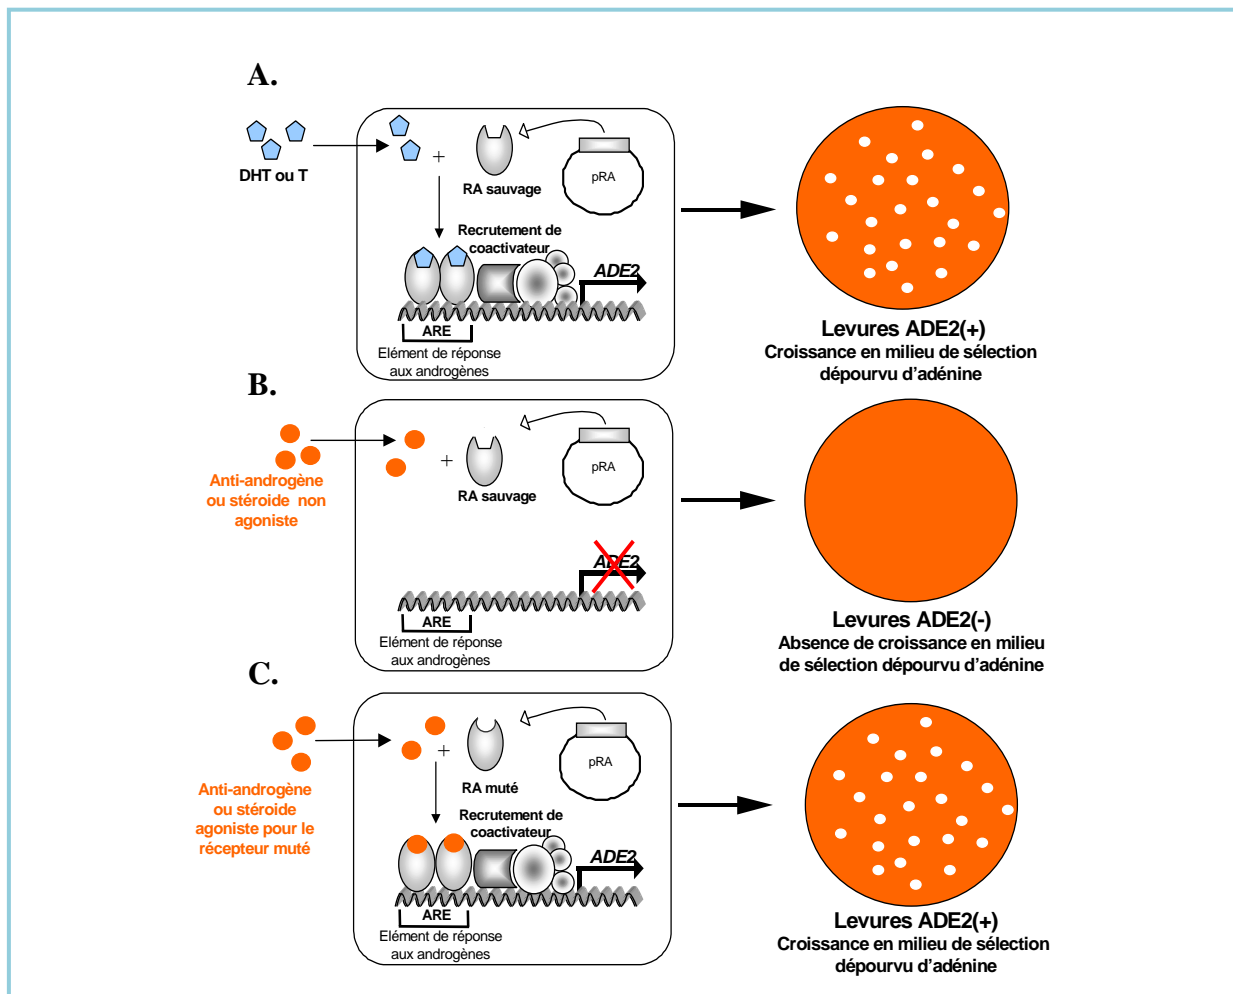 A.
DHT ou T
+
RA sauvage
pRA
Recrutement de
coactivateur
ADE2
ARE
Elément de réponse
aux androgènes
Levures ADE2(+)
Croissance en milieu de sélection
dépourvu d'adénine
B.
Anti-androgène
ou stéroide non
agoniste
+
RA sauvage
pRA
ADE2
ARE
Elément de réponse
aux androgènes
Levures ADE2(-)
Absence de croissance en milieu
de sélection dépourvu d'adénine
C.
Anti-androgène
ou stéroide
agoniste pour le
récepteur muté
+
RA muté
pRA
Recrutement de
coactivateur
ADE2
ARE
Elément de réponse
aux androgènes
Levures ADE2(+)
Croissance en milieu de sélection
dépourvu d'adénine